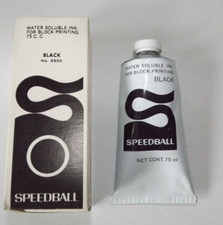 WATER SOLUBLE INK
FOR BLOCK PRINTING
75 C. C.
BLACK
No. 3500
SPEEDBALL
WATER SOLUBLE INK
FOR BLOCK PRINTING
BLACK
SPEEDBALL
NET CONT. 75 ml